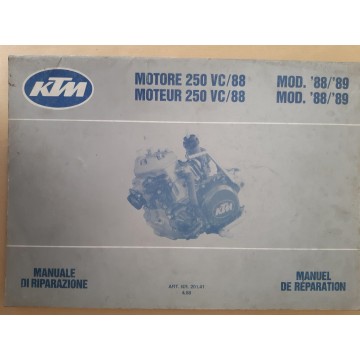 KTM
MOTORE 250 VC/88 MOD. '88/'89
MOTEUR 250 VC/88 MOD. '88/'89
KTM
MANUALE
DI RIPARAZIONE
MANUEL
DE RÉPARATION